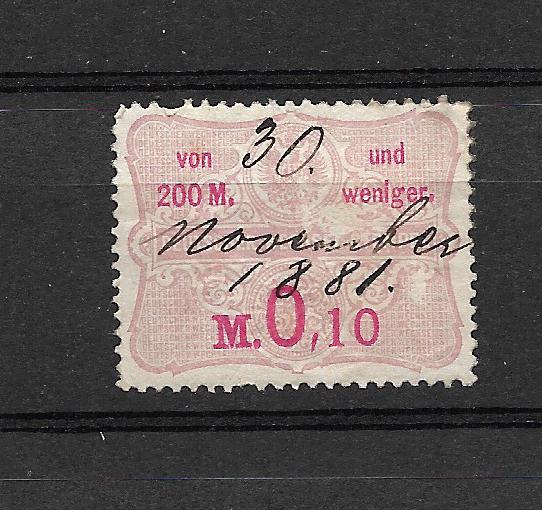 von 30. und
200 M. weniger.
November
1881.
M. 0,10